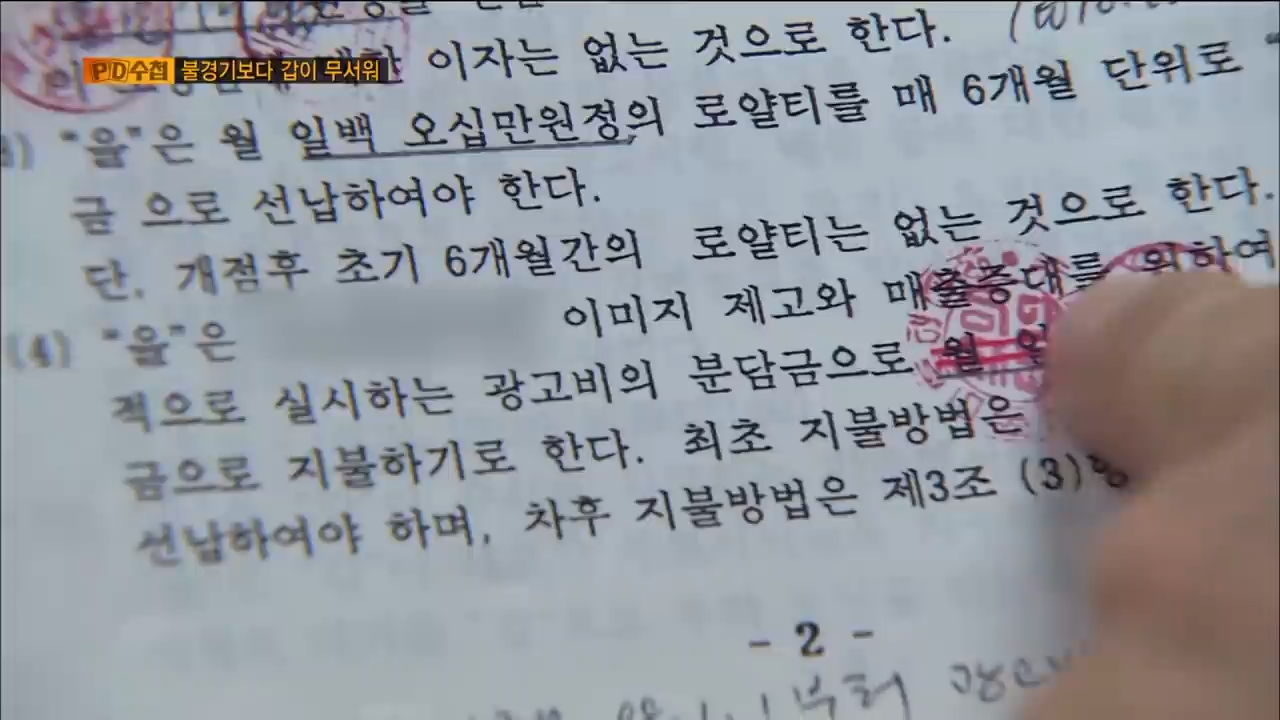 PD수첩 불경기보다 갑이 무서워
이자는 없는 것으로 한다.
"을"은 월 일백 오십만원정의 로얄티를 매 6개월 단위로
금 으로 선납하여야 한다.
단, 개점후 초기 6개월간의 로얄티는 없는 것으로 한다.
(4) "을"은 이미지 제고와 매출증대를 위하여
적으로 실시하는 광고비의 분담금으로 월
금으로 지불하기로 한다. 최초 지불방법은
선납하여야 하며, 차후 지불방법은 제3조 (3)항
- 2 -
부터